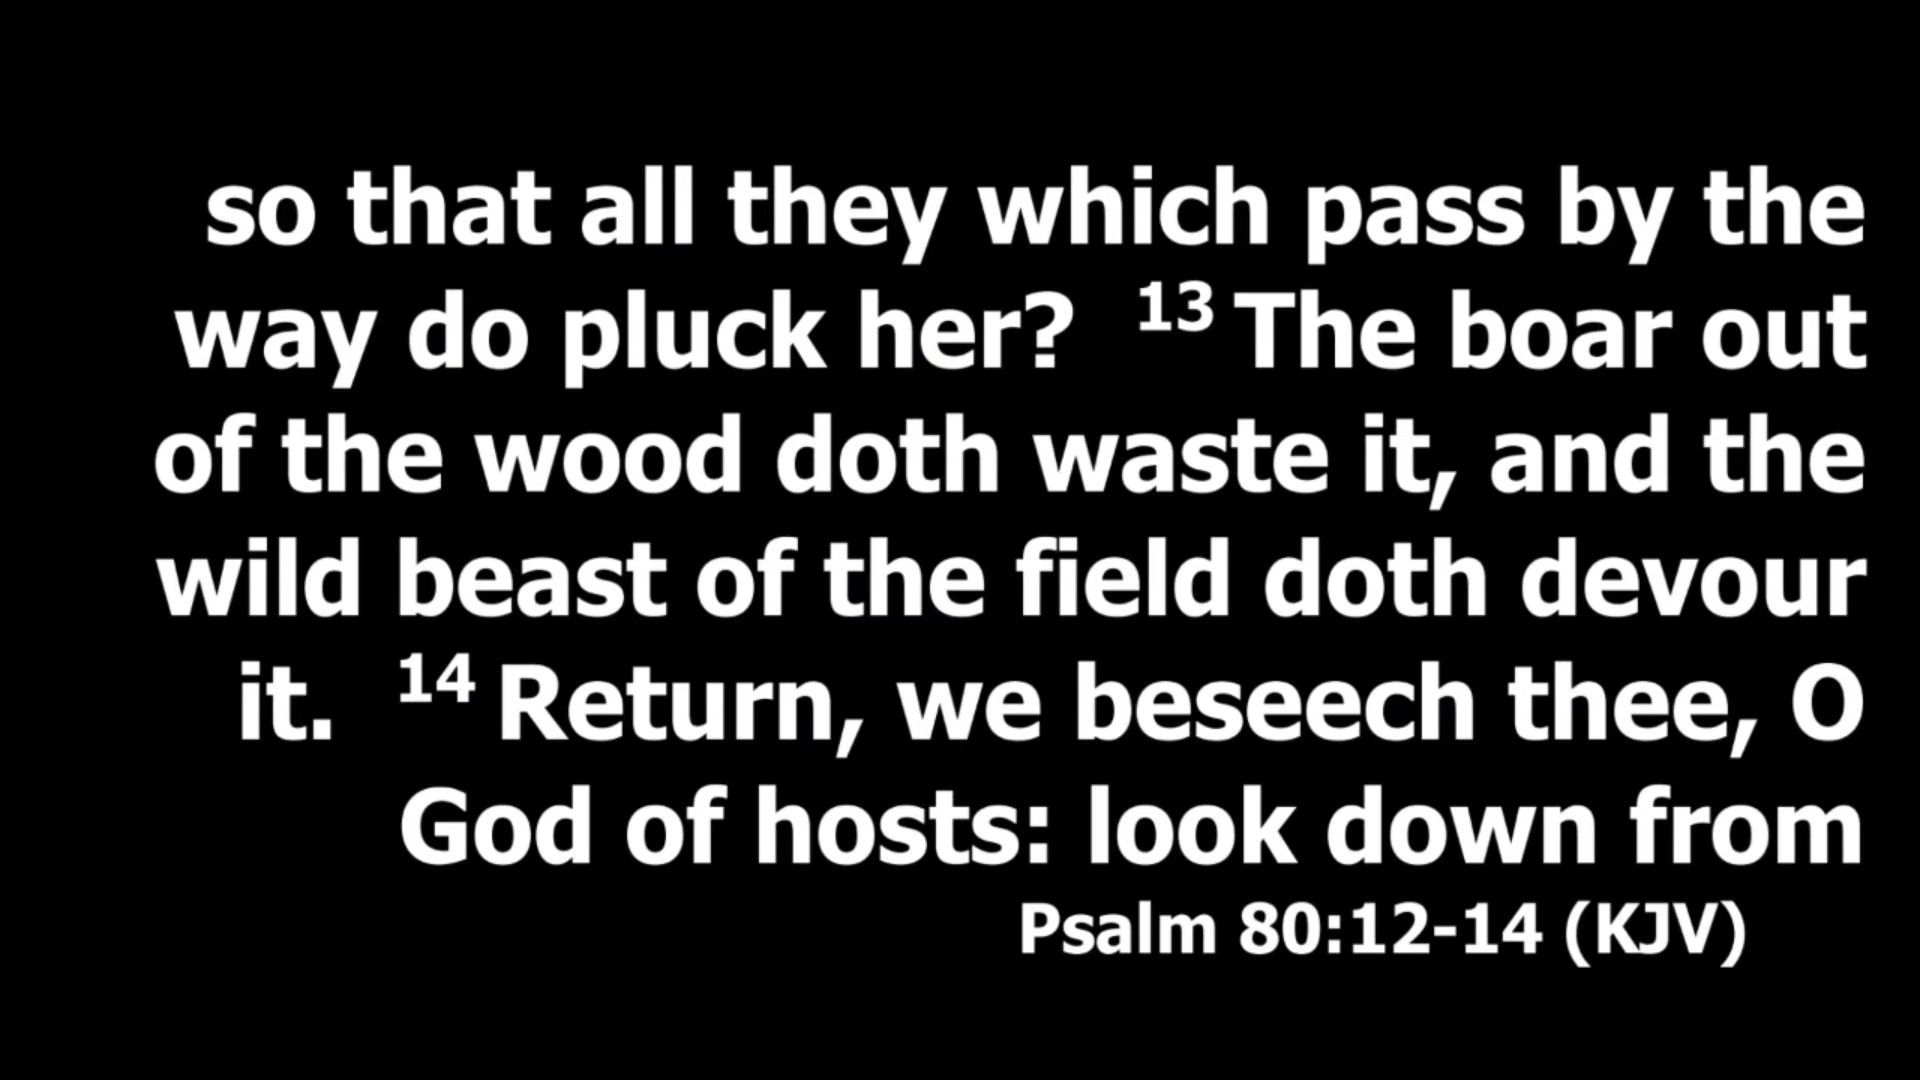 so that all they which pass by the
way do pluck her? 13 The boar out
of the wood doth waste it, and the
wild beast of the field doth devour
it. 14 Return, we beseech thee, O
God of hosts: look down from
Psalm 80:12-14 (KJV)